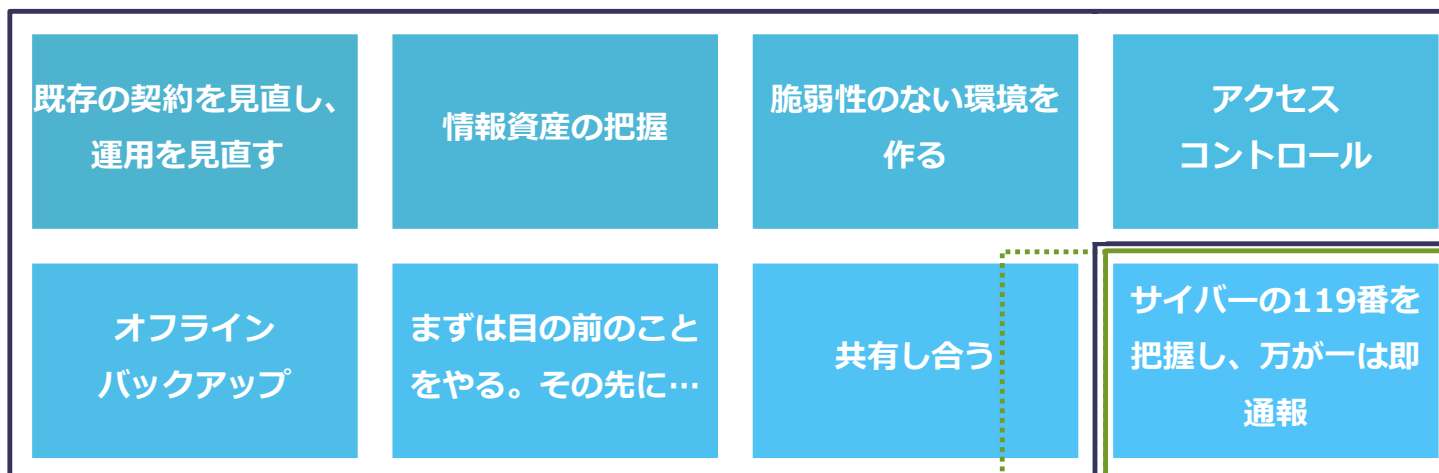 既存の契約を見直し、
運用を見直す
情報資産の把握
脆弱性のない環境を
作る
アクセス
コントロール
オフライン
バックアップ
まずは目の前のこと
をやる。その先に…
共有し合う
サイバーの119番を
把握し、万が一は即
通報